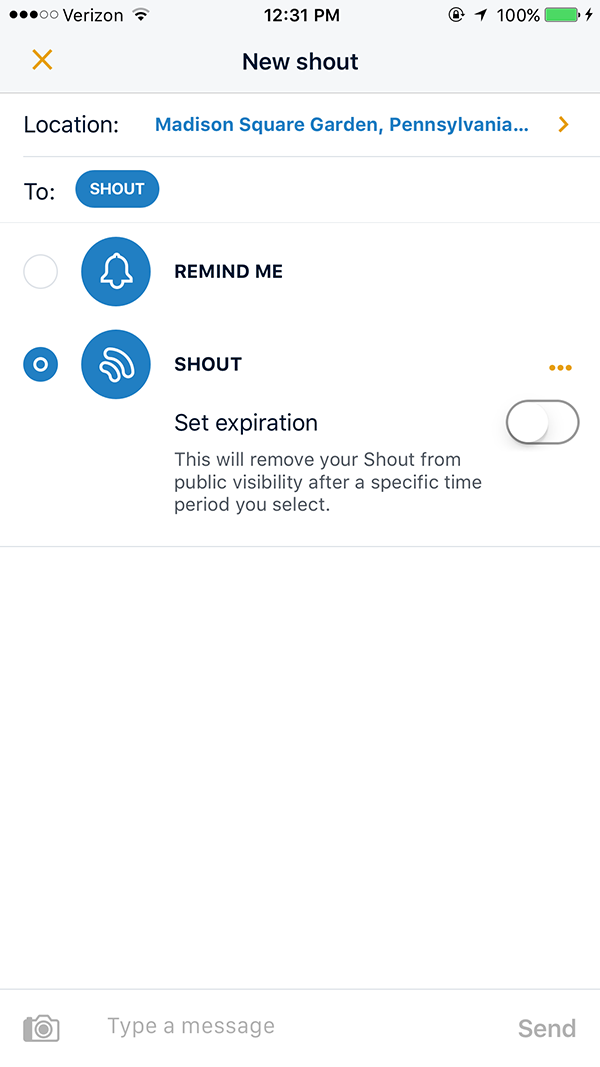 Verizon 12:31 PM 100%
New shout
Location: Madison Square Garden, Pennsylvania...
To: SHOUT
REMIND ME
SHOUT
Set expiration
This will remove your Shout from
public visibility after a specific time
period you select.
Type a message Send